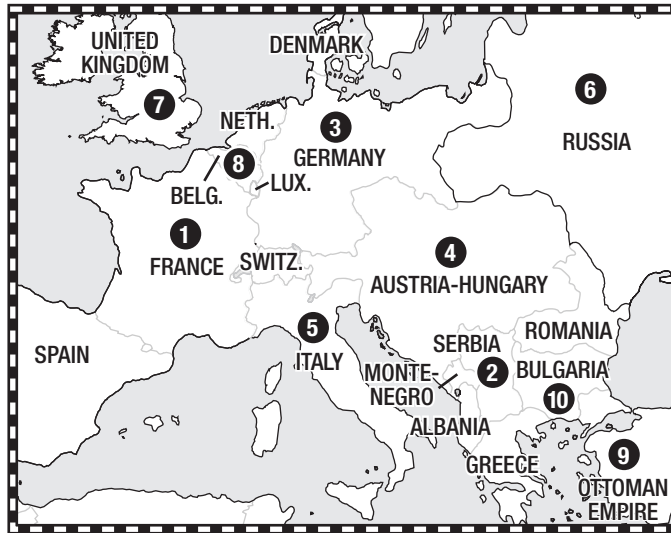 UNITED
KINGDOM
7
DENMARK
6
RUSSIA
NETH.
3
GERMANY
8
BELG.
LUX.
1
FRANCE
SWITZ.
4
AUSTRIA-HUNGARY
5
ITALY
SPAIN
ROMANIA
SERBIA
2
MONTE-
NEGRO
BULGARIA
10
ALBANIA
GREECE
9
OTTOMAN
EMPIRE